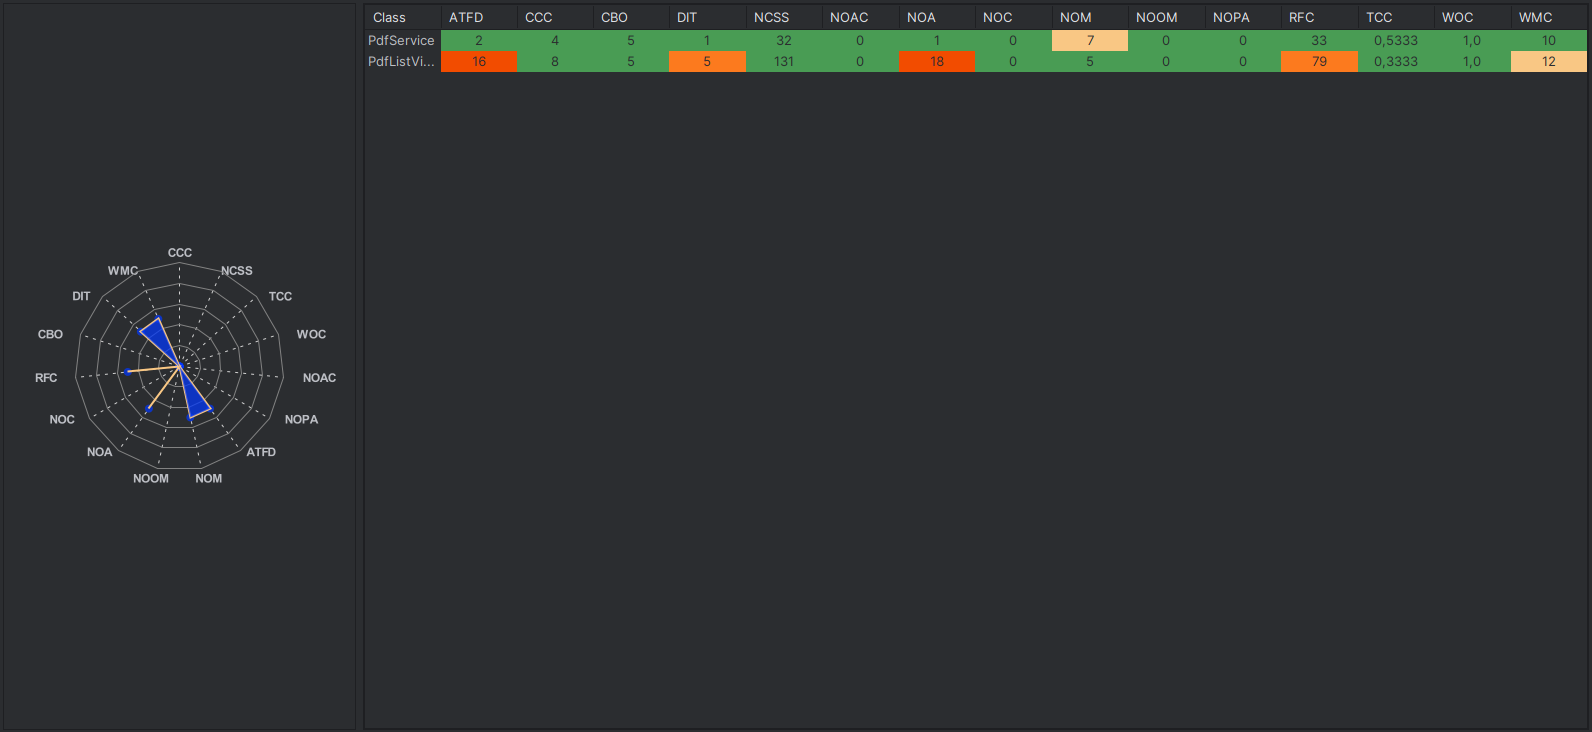 CCC
WMC NCSS
DIT TCC
CBO WOC
RFC NOAC
NOC NOPA
NOA ATFD
NOOM NOM
Class ATFD CCC CBO DIT NCSS NOAC NOA NOC NOM NOOM NOPA RFC TCC WOC WMC
PdfService 2 4 5 1 32 0 1 0 7 0 0 33 0,5333 1,0 10
PdfListVi... 16 8 5 5 131 0 18 0 5 0 0 79 0,3333 1,0 12